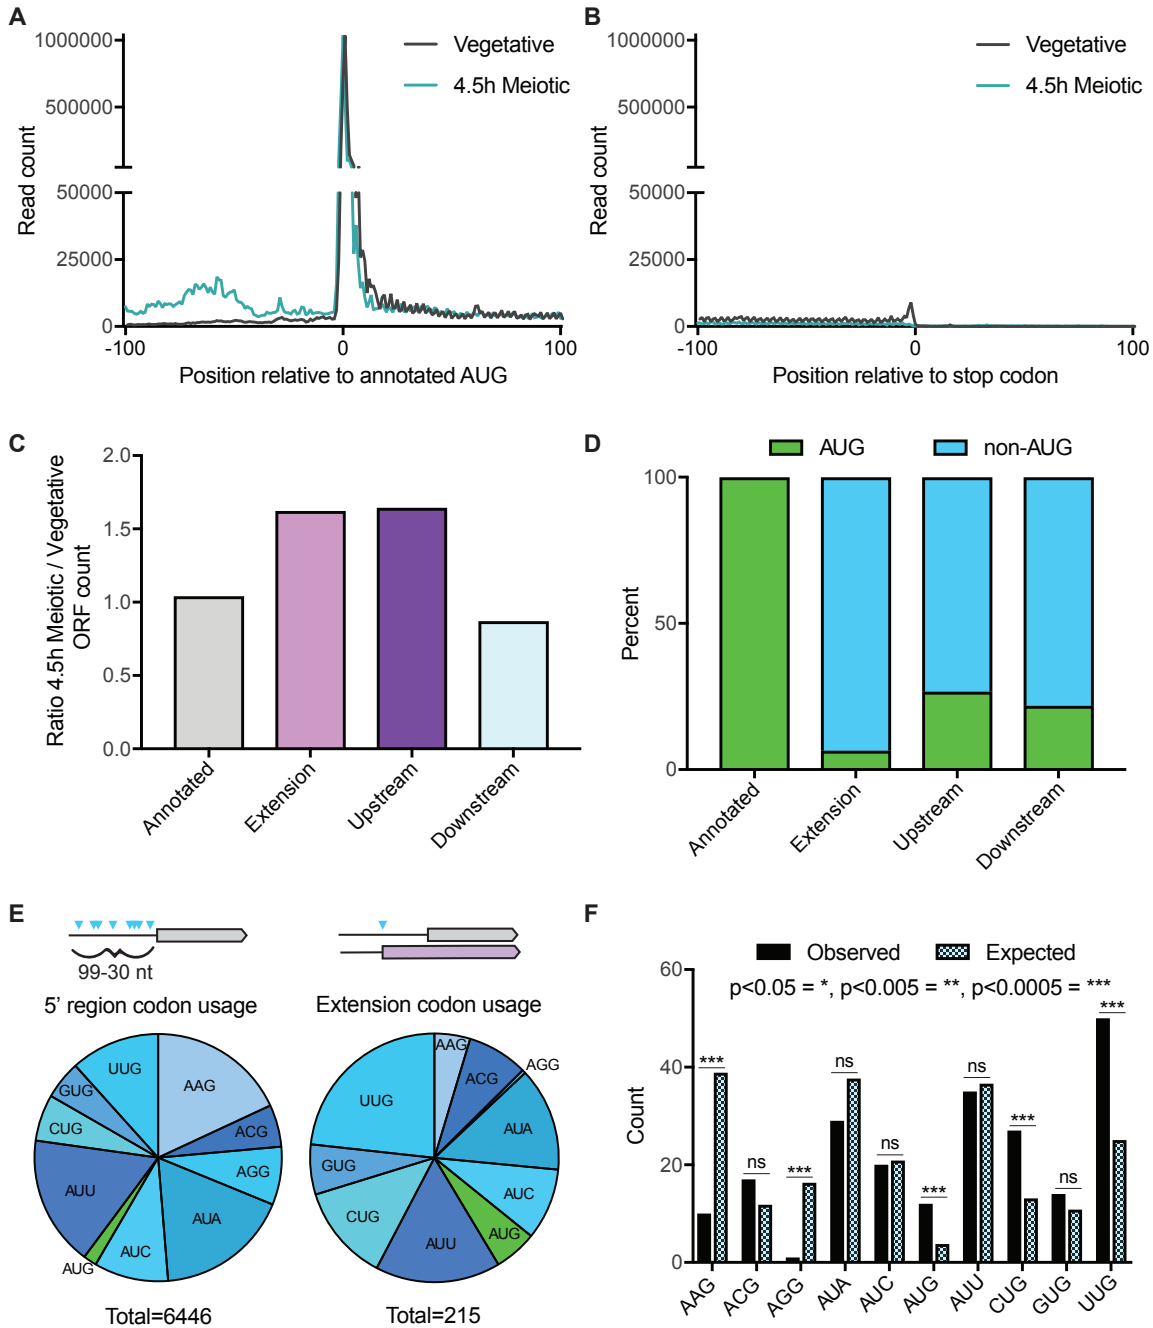 A
1000000
500000
50000
25000
0
Read count
Vegetative
4.5h Meiotic
-100
0
100
Position relative to annotated AUG
B
1000000
500000
50000
25000
0
Read count
Vegetative
4.5h Meiotic
-100
0
100
Position relative to stop codon
C
Ratio 4.5h Meiotic / Vegetative
ORF count
2.0
1.5
1.0
0.5
0.0
Annotated
Extension
Upstream
Downstream
D
AUG
non-AUG
Percent
100
50
0
Annotated
Extension
Upstream
Downstream
E
99-30 nt
5' region codon usage
AAG
ACG
AGG
AUA
AUC
AUG
AUU
CUG
GUG
UUG
Total=6446
Extension codon usage
AAG
ACG
AGG
AUA
AUC
AUG
AUU
CUG
GUG
UUG
Total=215
F
Observed
Expected
p<0.05 = *, p<0.005 = **, p<0.0005 = ***
Count
60
40
20
0
***
ns
***
ns
ns
***
ns
***
ns
***
AAG
ACG
AGG
AUA
AUC
AUG
AUU
CUG
GUG
UUG